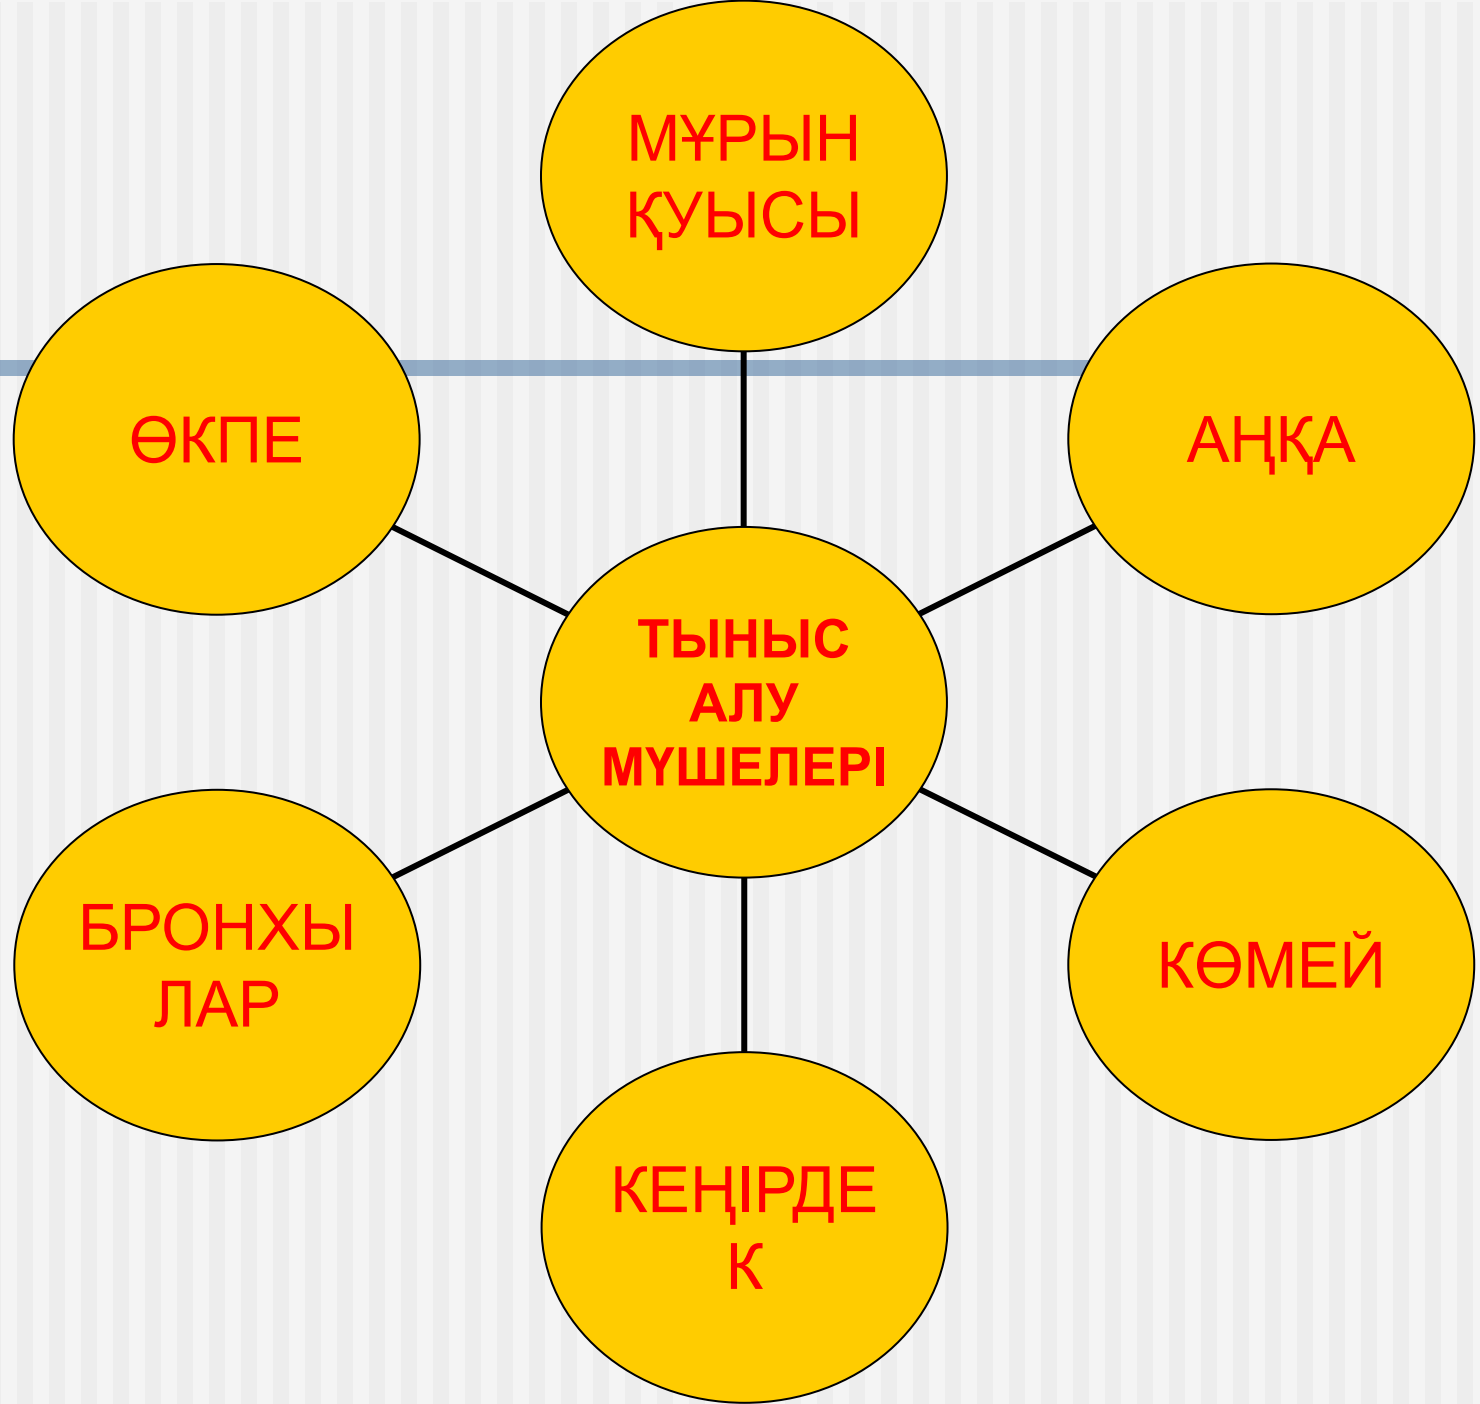 МҰРЫН
ҚУЫСЫ
ӨКПЕ
АҢҚА
ТЫНЫС
АЛУ
МҮШЕЛЕРІ
БРОНХЫ
ЛАР
КӨМЕЙ
КЕҢІРДЕ
К